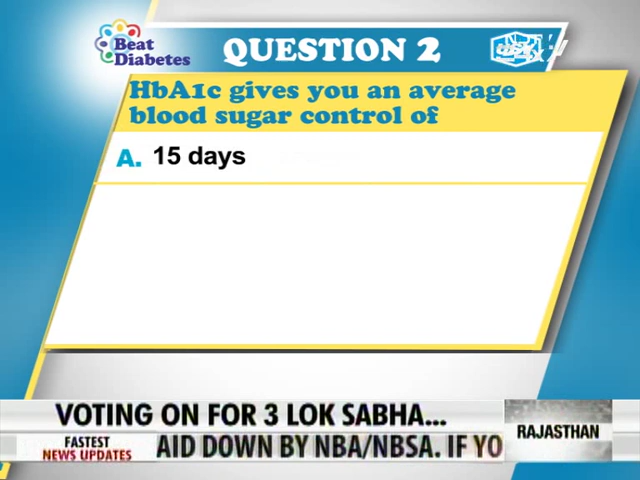 Beat
Diabetes
QUESTION 2
HbA1c gives you an average
blood sugar control of
A. 15 days
VOTING ON FOR 3 LOK SABHA...
RAJASTHAN
FASTEST
NEWS UPDATES
AID DOWN BY NBA/NBSA. IF YO